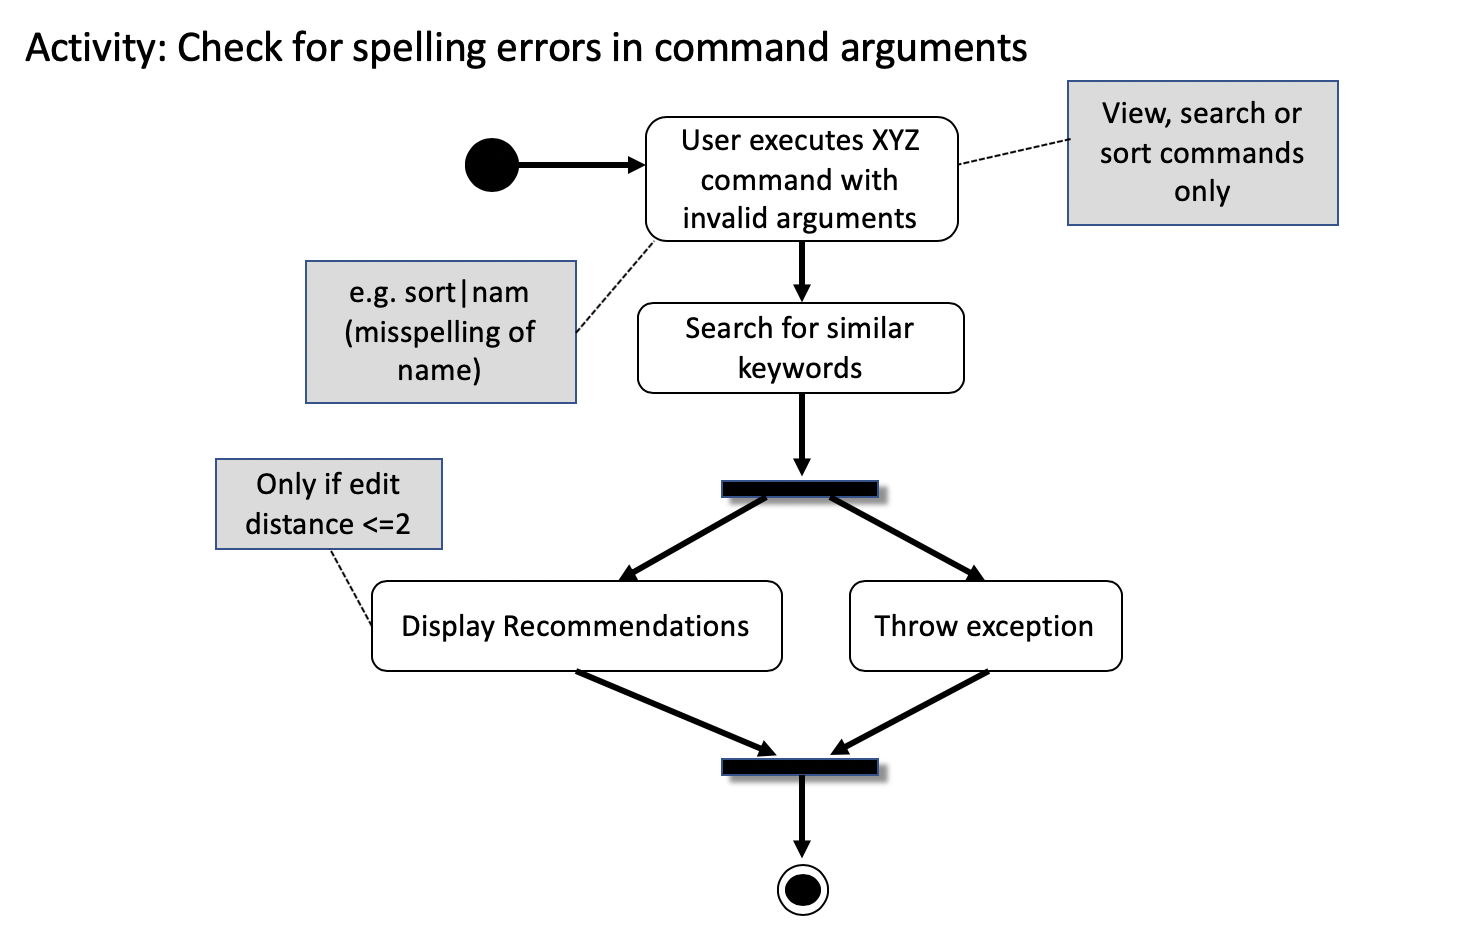 Activity: Check for spelling errors in command arguments
View, search or
sort commands
only
User executes XYZ
command with
invalid arguments
e.g. sort|nam
(misspelling of
name)
Search for similar
keywords
Only if edit
distance <=2
Display Recommendations
Throw exception